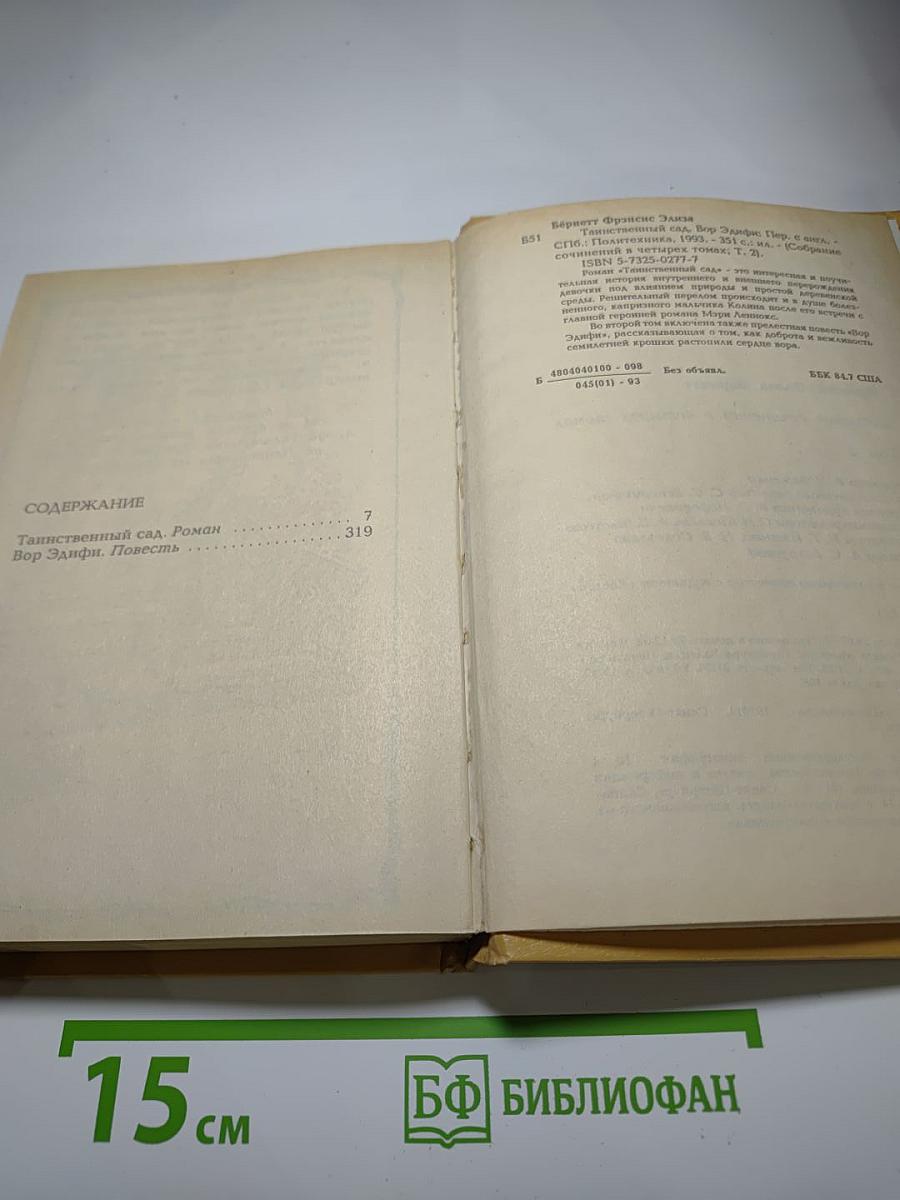 СОДЕРЖАНИЕ
Таинственный сад. Роман . . . . . . . . . . . . . . 7
Вор Эдифи. Повесть . . . . . . . . . . . . . . . . . . 319
Бёрнетт Фрэнсис Элиза
Б51 Таинственный сад, Вор Эдифи: Пер. с англ. -
СПб.: Политехника, 1993. - 351 с.: ил. - (Собрание
сочинений в четырех томах; Т. 2).
ISBN 5-7325-0277-7
Роман «Таинственный сад» - это интересная и поучи-
тельная история внутреннего и внешнего перерождения
девочки под влиянием природы и простой деревенской
среды. Решительный перелом происходит и в душе болез-
ненного, капризного мальчика Колина после его встречи с
главной героиней романа Мэри Леннокс.
Во второй том включена также прелестная повесть «Вор
Эдифи», рассказывающая о том, как доброта и вежливость
семилетней крошки растопили сердце вора.
Б 4804040100 - 098 Без объявл. ББК 84.7 США
045(01) - 93
15 см
БФ БИБЛИОФАН